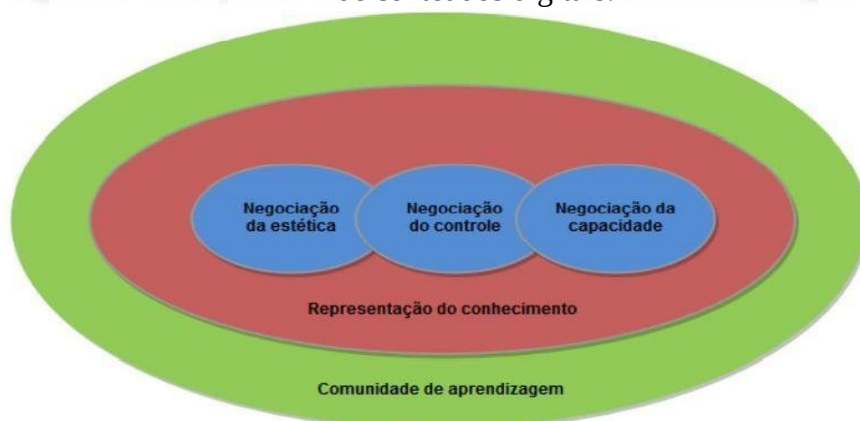 Negociação
da estética
Negociação
do controle
Negociação da
capacidade
Representação do conhecimento
Comunidade de aprendizagem